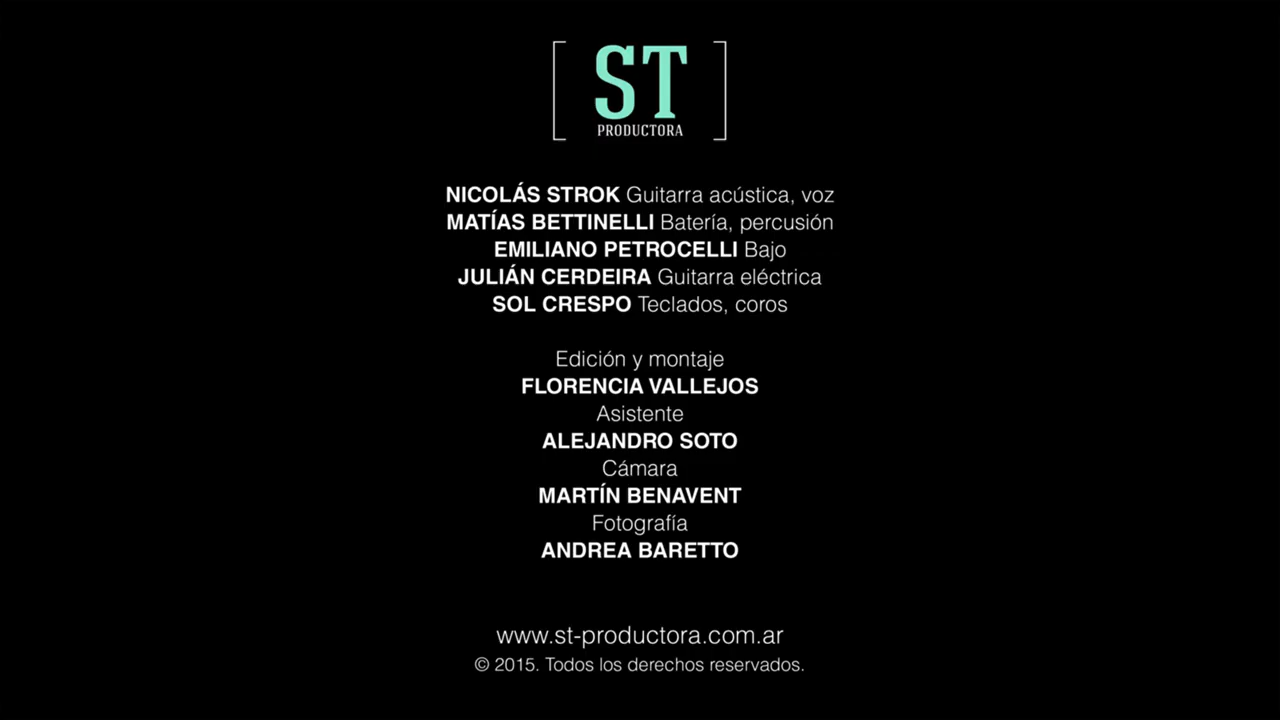 ST
PRODUCTORA
NICOLÁS STROK Guitarra acústica, voz
MATÍAS BETTINELLI Batería, percusión
EMILIANO PETROCELLI Bajo
JULIÁN CERDEIRA Guitarra eléctrica
SOL CRESPO Teclados, coros
Edición y montaje
FLORENCIA VALLEJOS
Asistente
ALEJANDRO SOTO
Cámara
MARTÍN BENAVENT
Fotografía
ANDREA BARETTO
www.st-productora.com.ar
© 2015. Todos los derechos reservados.